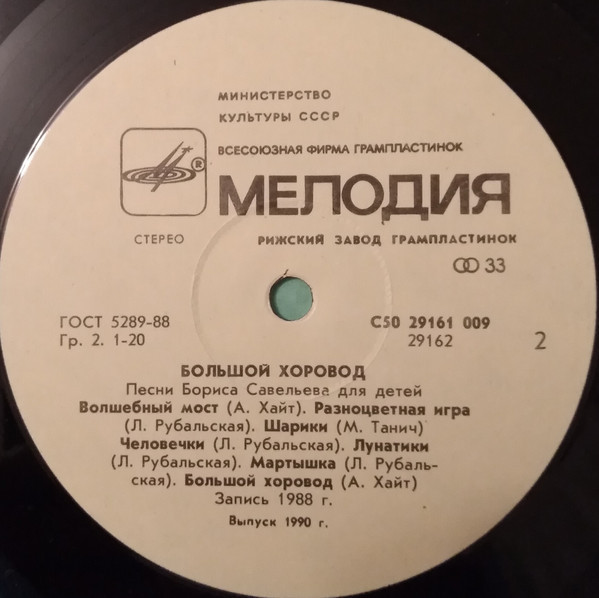 МИНИСТЕРСТВО
КУЛЬТУРЫ СССР
ВСЕСОЮЗНАЯ ФИРМА ГРАМПЛАСТИНОК
®
МЕЛОДИЯ
СТЕРЕО
РИЖСКИЙ ЗАВОД ГРАМПЛАСТИНОК
33
ГОСТ 5289-88
С50 29161 009
Гр. 2. 1-20
29162
2
БОЛЬШОЙ ХОРОВОД
Песни Бориса Савельева для детей
Волшебный мост (А. Хайт). Разноцветная игра
(Л. Рубальская). Шарики (М. Танич).
Человечки (Л. Рубальская). Лунатики
(Л. Рубальская). Мартышка (Л. Рубаль-
ская). Большой хоровод (А. Хайт)
Запись 1988 г.
Выпуск 1990 г.